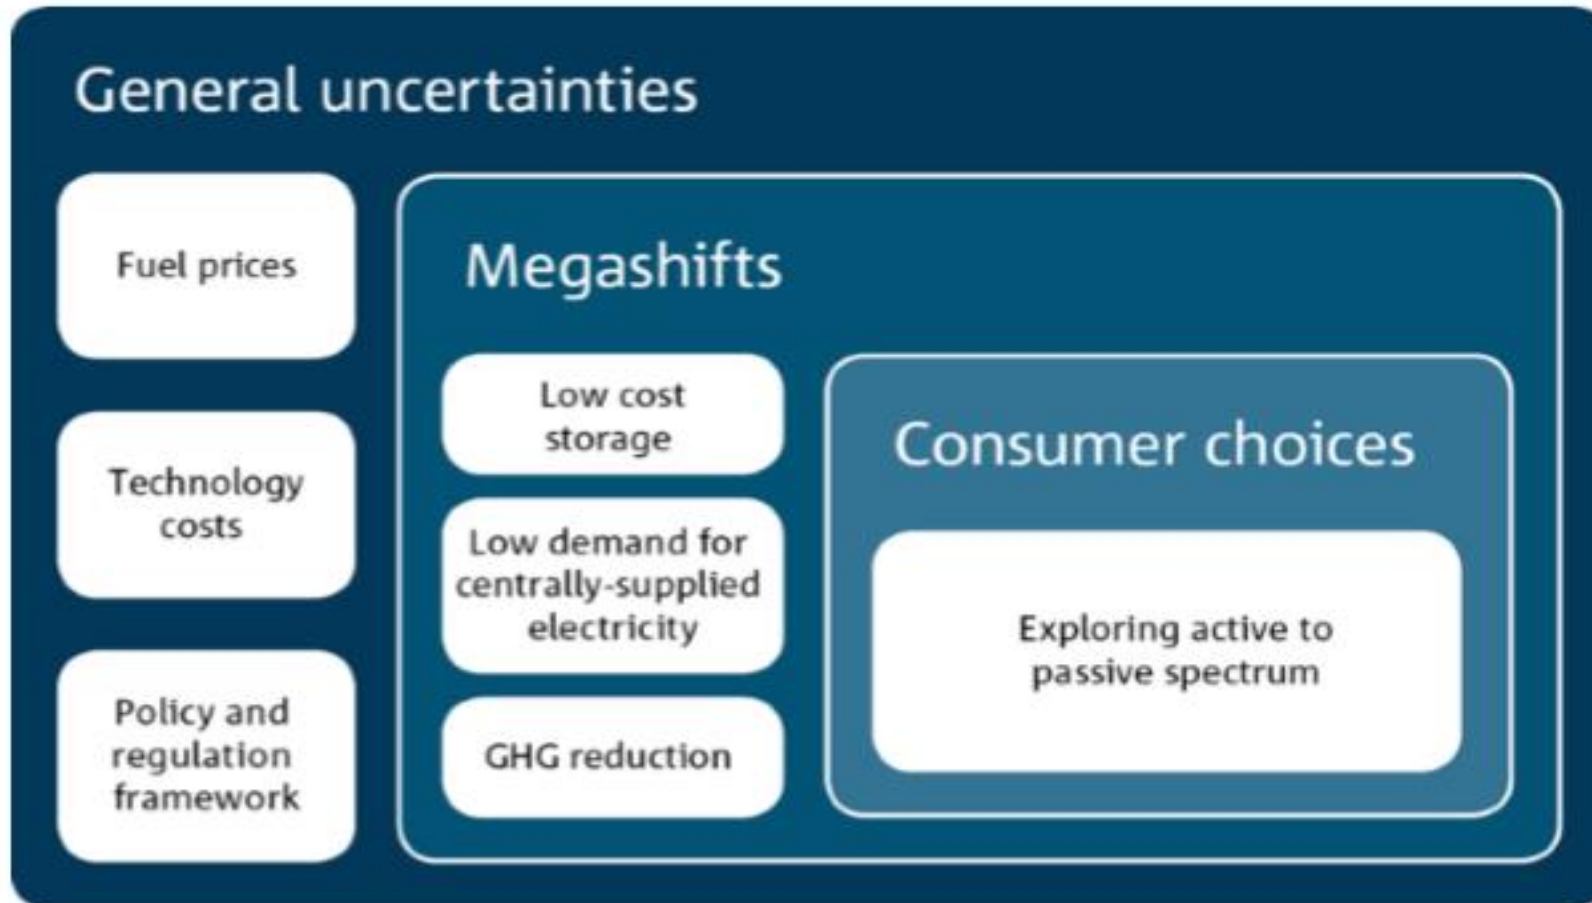 General uncertainties
Fuel prices
Technology
costs
Policy and
regulation
framework
Megashifts
Low cost
storage
Low demand for
centrally-supplied
electricity
GHG reduction
Consumer choices
Exploring active to
passive spectrum